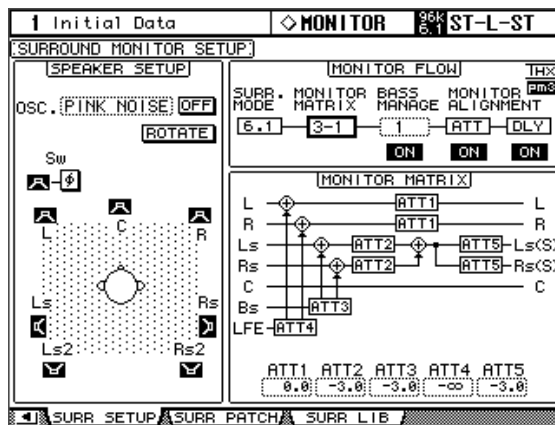 1 Initial Data
◇MONITOR
96k 6.1 ST-L-ST
SURROUND MONITOR SETUP
SPEAKER SETUP
OSC. PINK NOISE OFF
ROTATE
Sw
Φ
L C R
Ls Rs
Ls2 Rs2
MONITOR FLOW
THX
pm3
SURR. MODE
MONITOR MATRIX
BASS MANAGE
MONITOR ALIGNMENT
6.1 3-1 1 ATT DLY
ON ON ON
MONITOR MATRIX
L ATT1 L
R ATT1 R
Ls ATT2 ATT5 Ls(S)
Rs ATT2 ATT5 Rs(S)
C C
Bs ATT3
LFE ATT4
ATT1 ATT2 ATT3 ATT4 ATT5
0.0 -3.0 -3.0 -∞ -3.0
SURR SETUP SURR PATCH SURR LIB